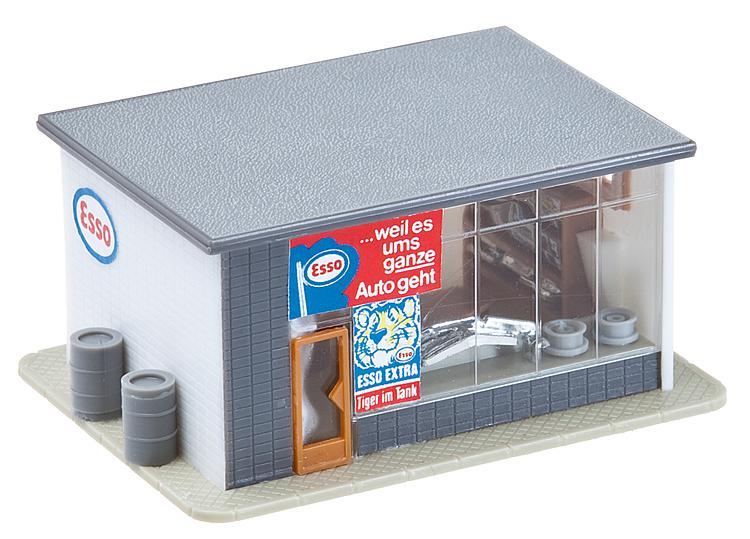 Esso
...weil es
ums
ganze
Auto geht
Esso
Esso
ESSO EXTRA
Tiger im Tank